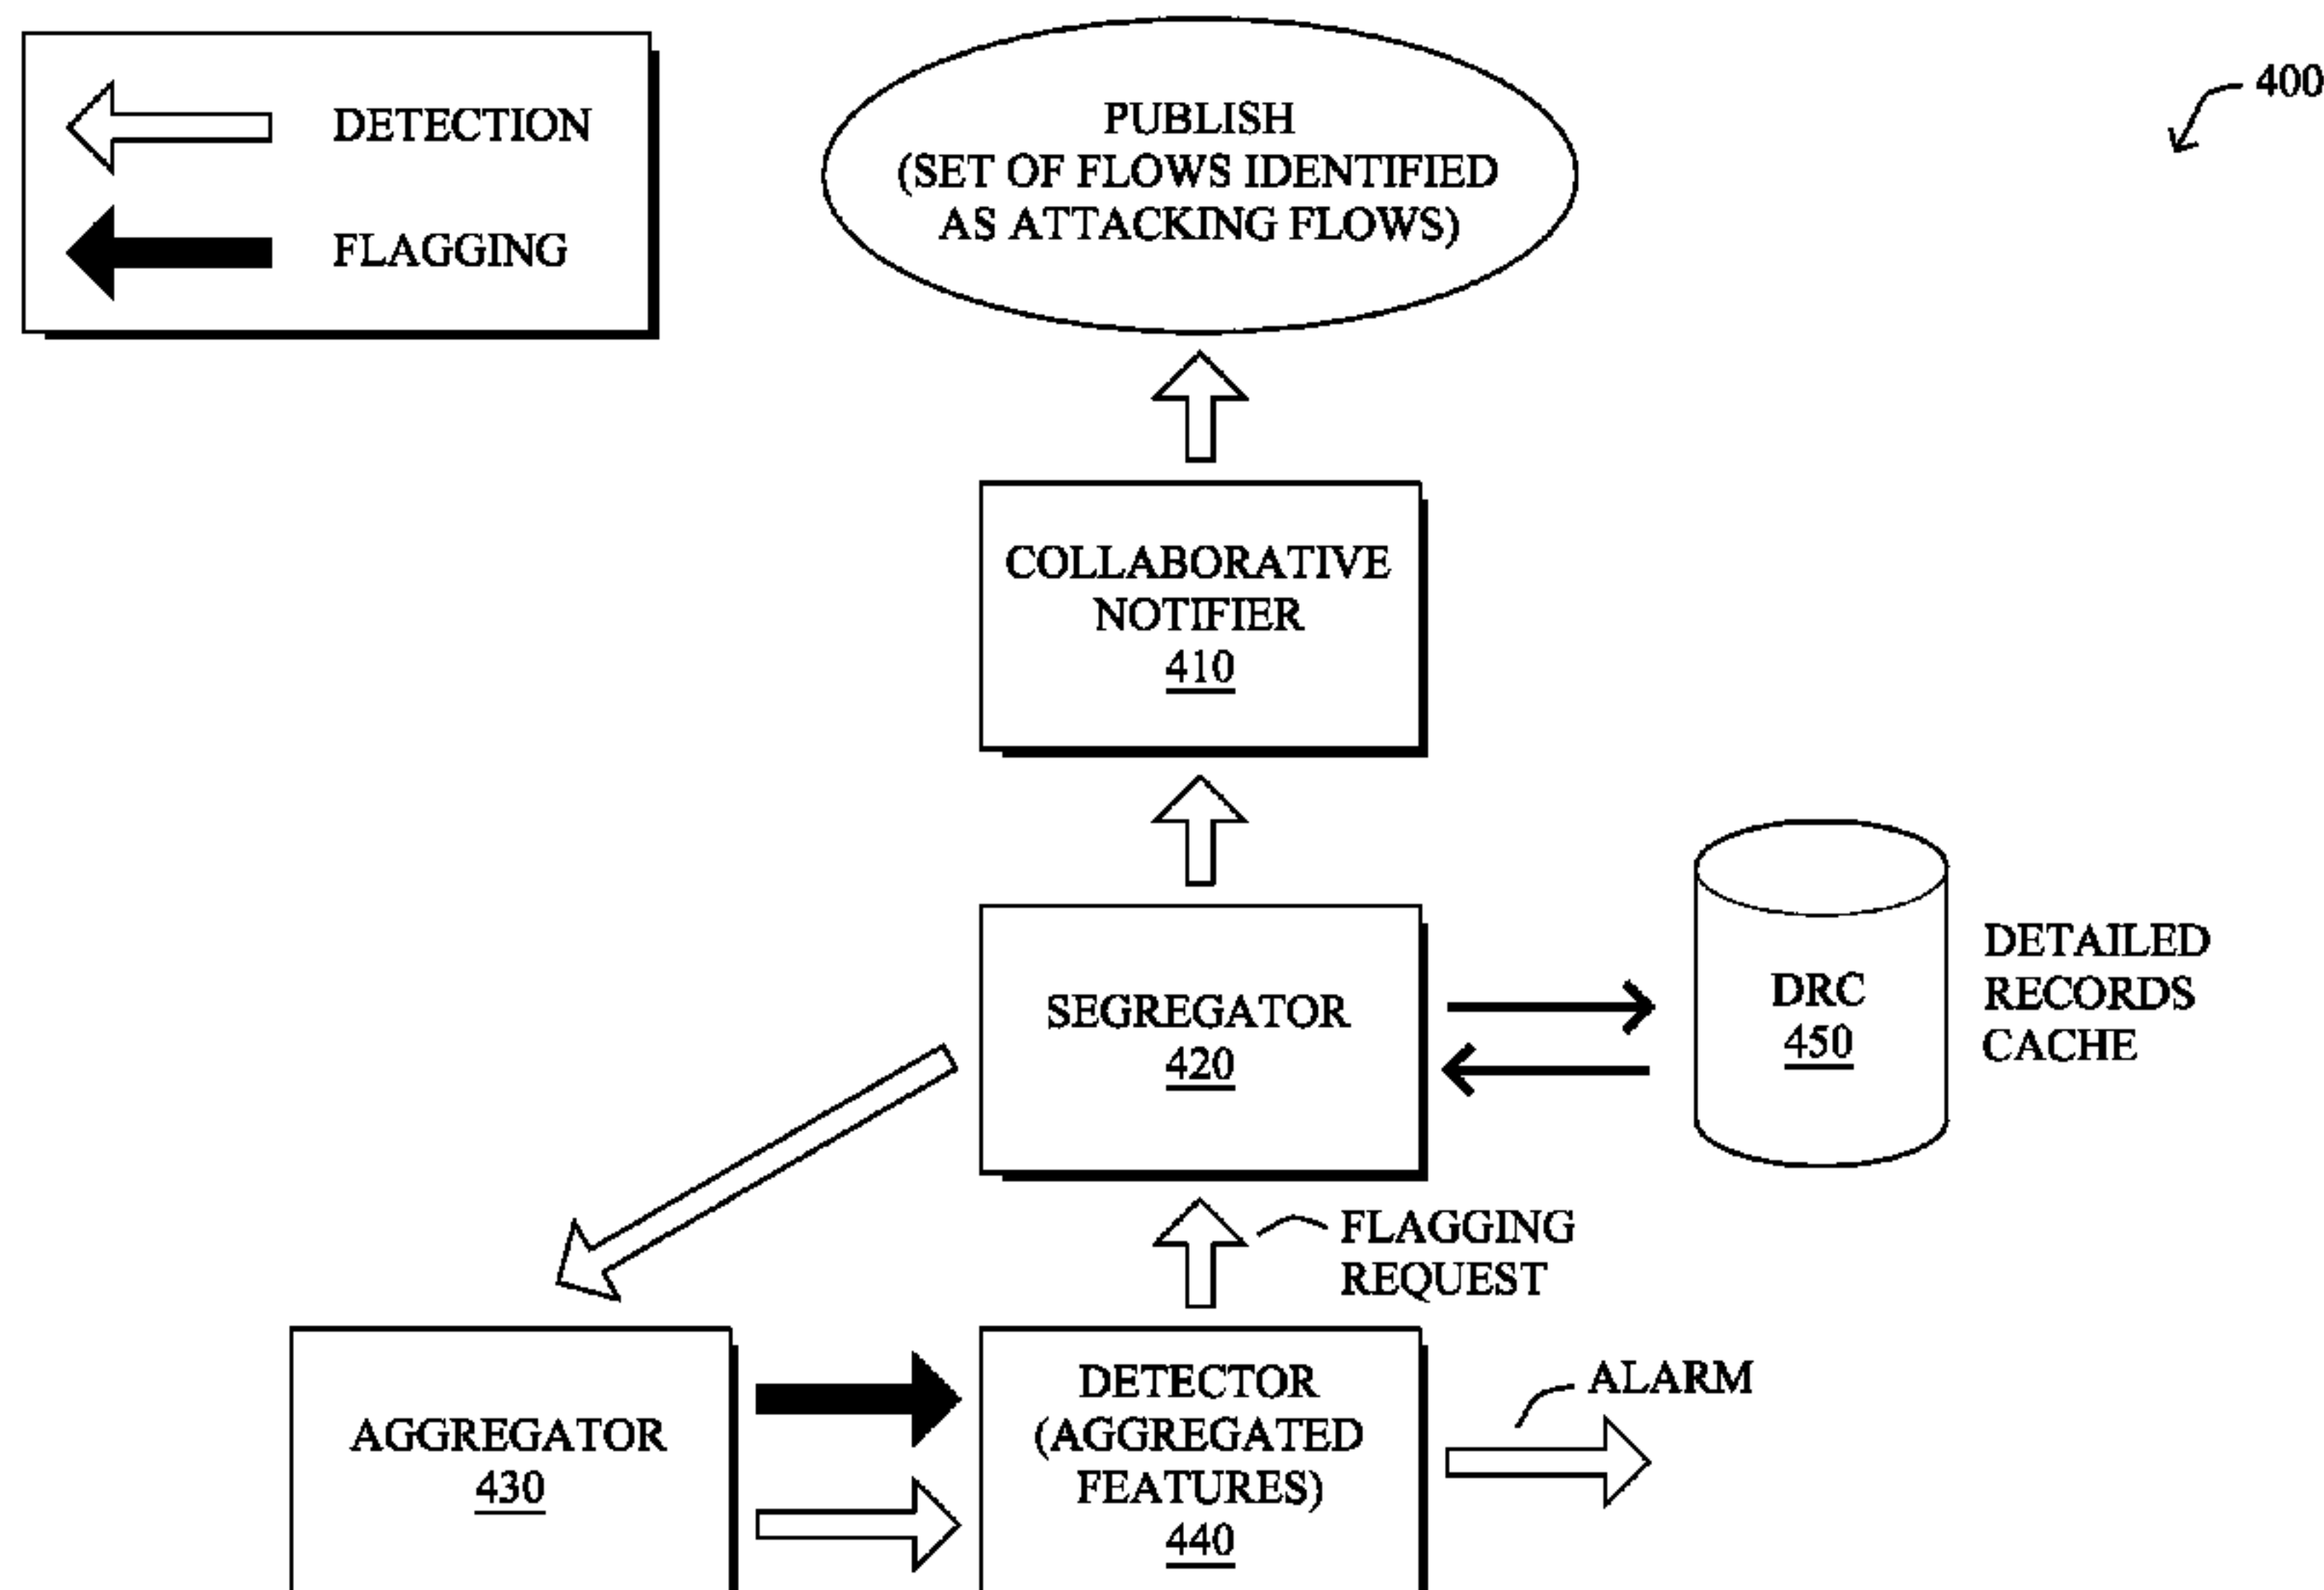 DETECTION
FLAGGING
PUBLISH
(SET OF FLOWS IDENTIFIED
AS ATTACKING FLOWS)
400
COLLABORATIVE
NOTIFIER
410
SEGREGATOR
420
DRC
450
DETAILED
RECORDS
CACHE
FLAGGING
REQUEST
AGGREGATOR
430
DETECTOR
(AGGREGATED
FEATURES)
440
ALARM